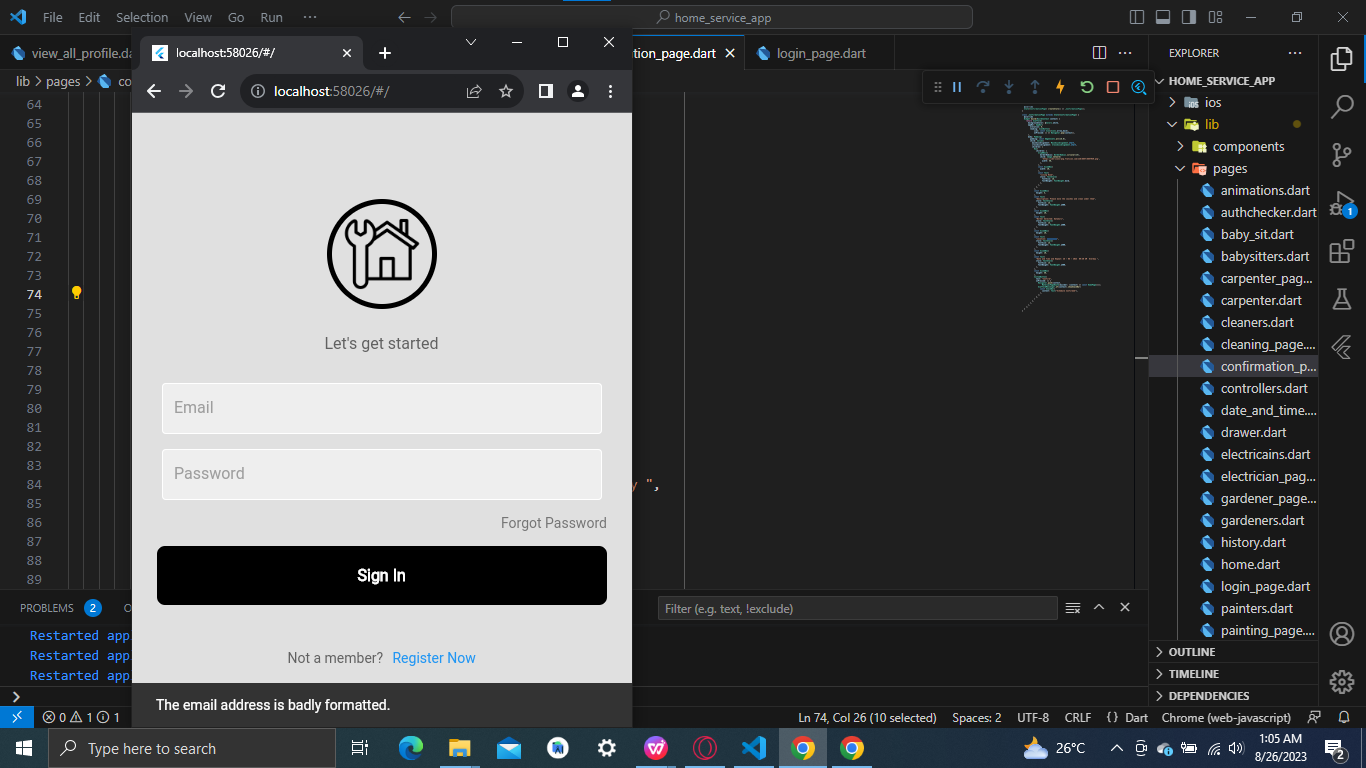 File Edit Selection View Go Run ··· home_service_app
view_all_profile.da
tion_page.dart
login_page.dart
lib > pages > co
64
65
66
67
68
69
70
71
72
73
74
75
76
77
78
79
80
81
82
83
84
85
86
87
88
89
y ",
localhost:58026/#/
localhost:58026/#/
Let's get started
Email
Password
Forgot Password
Sign In
Not a member? Register Now
The email address is badly formatted.
EXPLORER
HOME_SERVICE_APP
ios
lib
components
pages
animations.dart
authchecker.dart
baby_sit.dart
babysitters.dart
carpenter_pag...
carpenter.dart
cleaners.dart
cleaning_page....
confirmation_p...
controllers.dart
date_and_time....
drawer.dart
electricains.dart
electrician_pag...
gardener_page...
gardeners.dart
history.dart
home.dart
login_page.dart
painters.dart
painting_page....
OUTLINE
TIMELINE
DEPENDENCIES
1
PROBLEMS 2 O
Filter (e.g. text, !exclude)
Restarted app
Restarted app
Restarted app
0 1 1
Ln 74, Col 26 (10 selected) Spaces: 2 UTF-8 CRLF {} Dart Chrome (web-javascript)
Type here to search
26°C
1:05 AM
8/26/2023
2